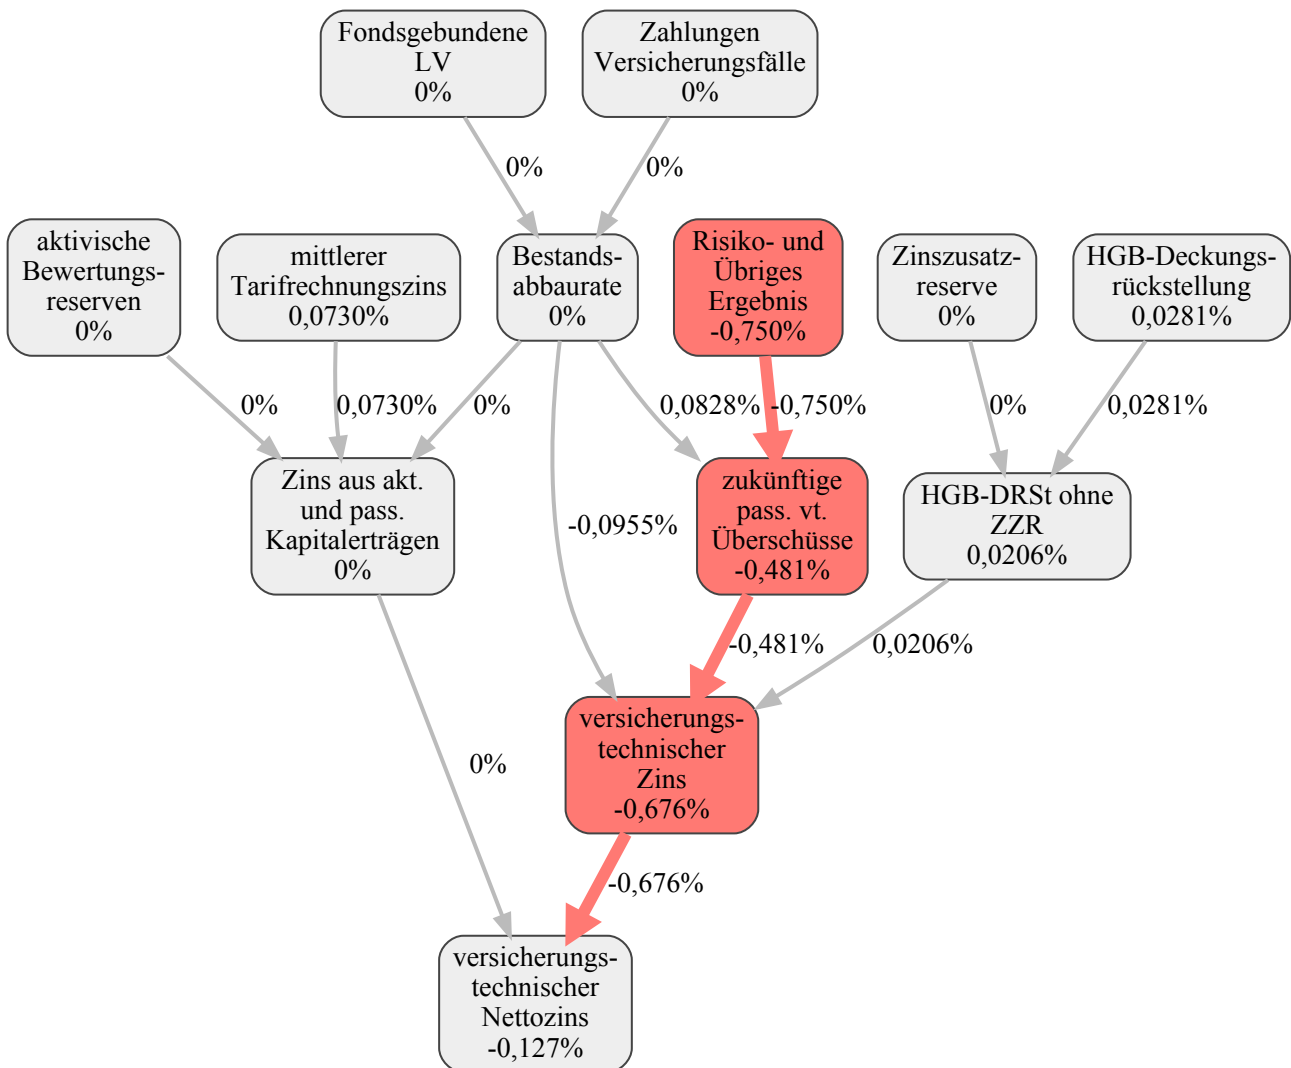 Fondsgebundene
LV
0%
Zahlungen
Versicherungsfälle
0%
0%
0%
aktivische
Bewertungs-
reserven
0%
mittlerer
Tarifrechnungszins
0,0730%
Bestands-
abbaurate
0%
Risiko- und
Übriges
Ergebnis
-0,750%
Zinszusatz-
reserve
0%
HGB-Deckungs-
rückstellung
0,0281%
0%
0,0730%
0%
0,0828%
-0,750%
0%
0,0281%
Zins aus akt.
und pass.
Kapitalerträgen
0%
-0,0955%
zukünftige
pass. vt.
Überschüsse
-0,481%
HGB-DRSt ohne
ZZR
0,0206%
-0,481%
0,0206%
versicherungs-
technischer
Zins
-0,676%
0%
-0,676%
versicherungs-
technischer
Nettozins
-0,127%